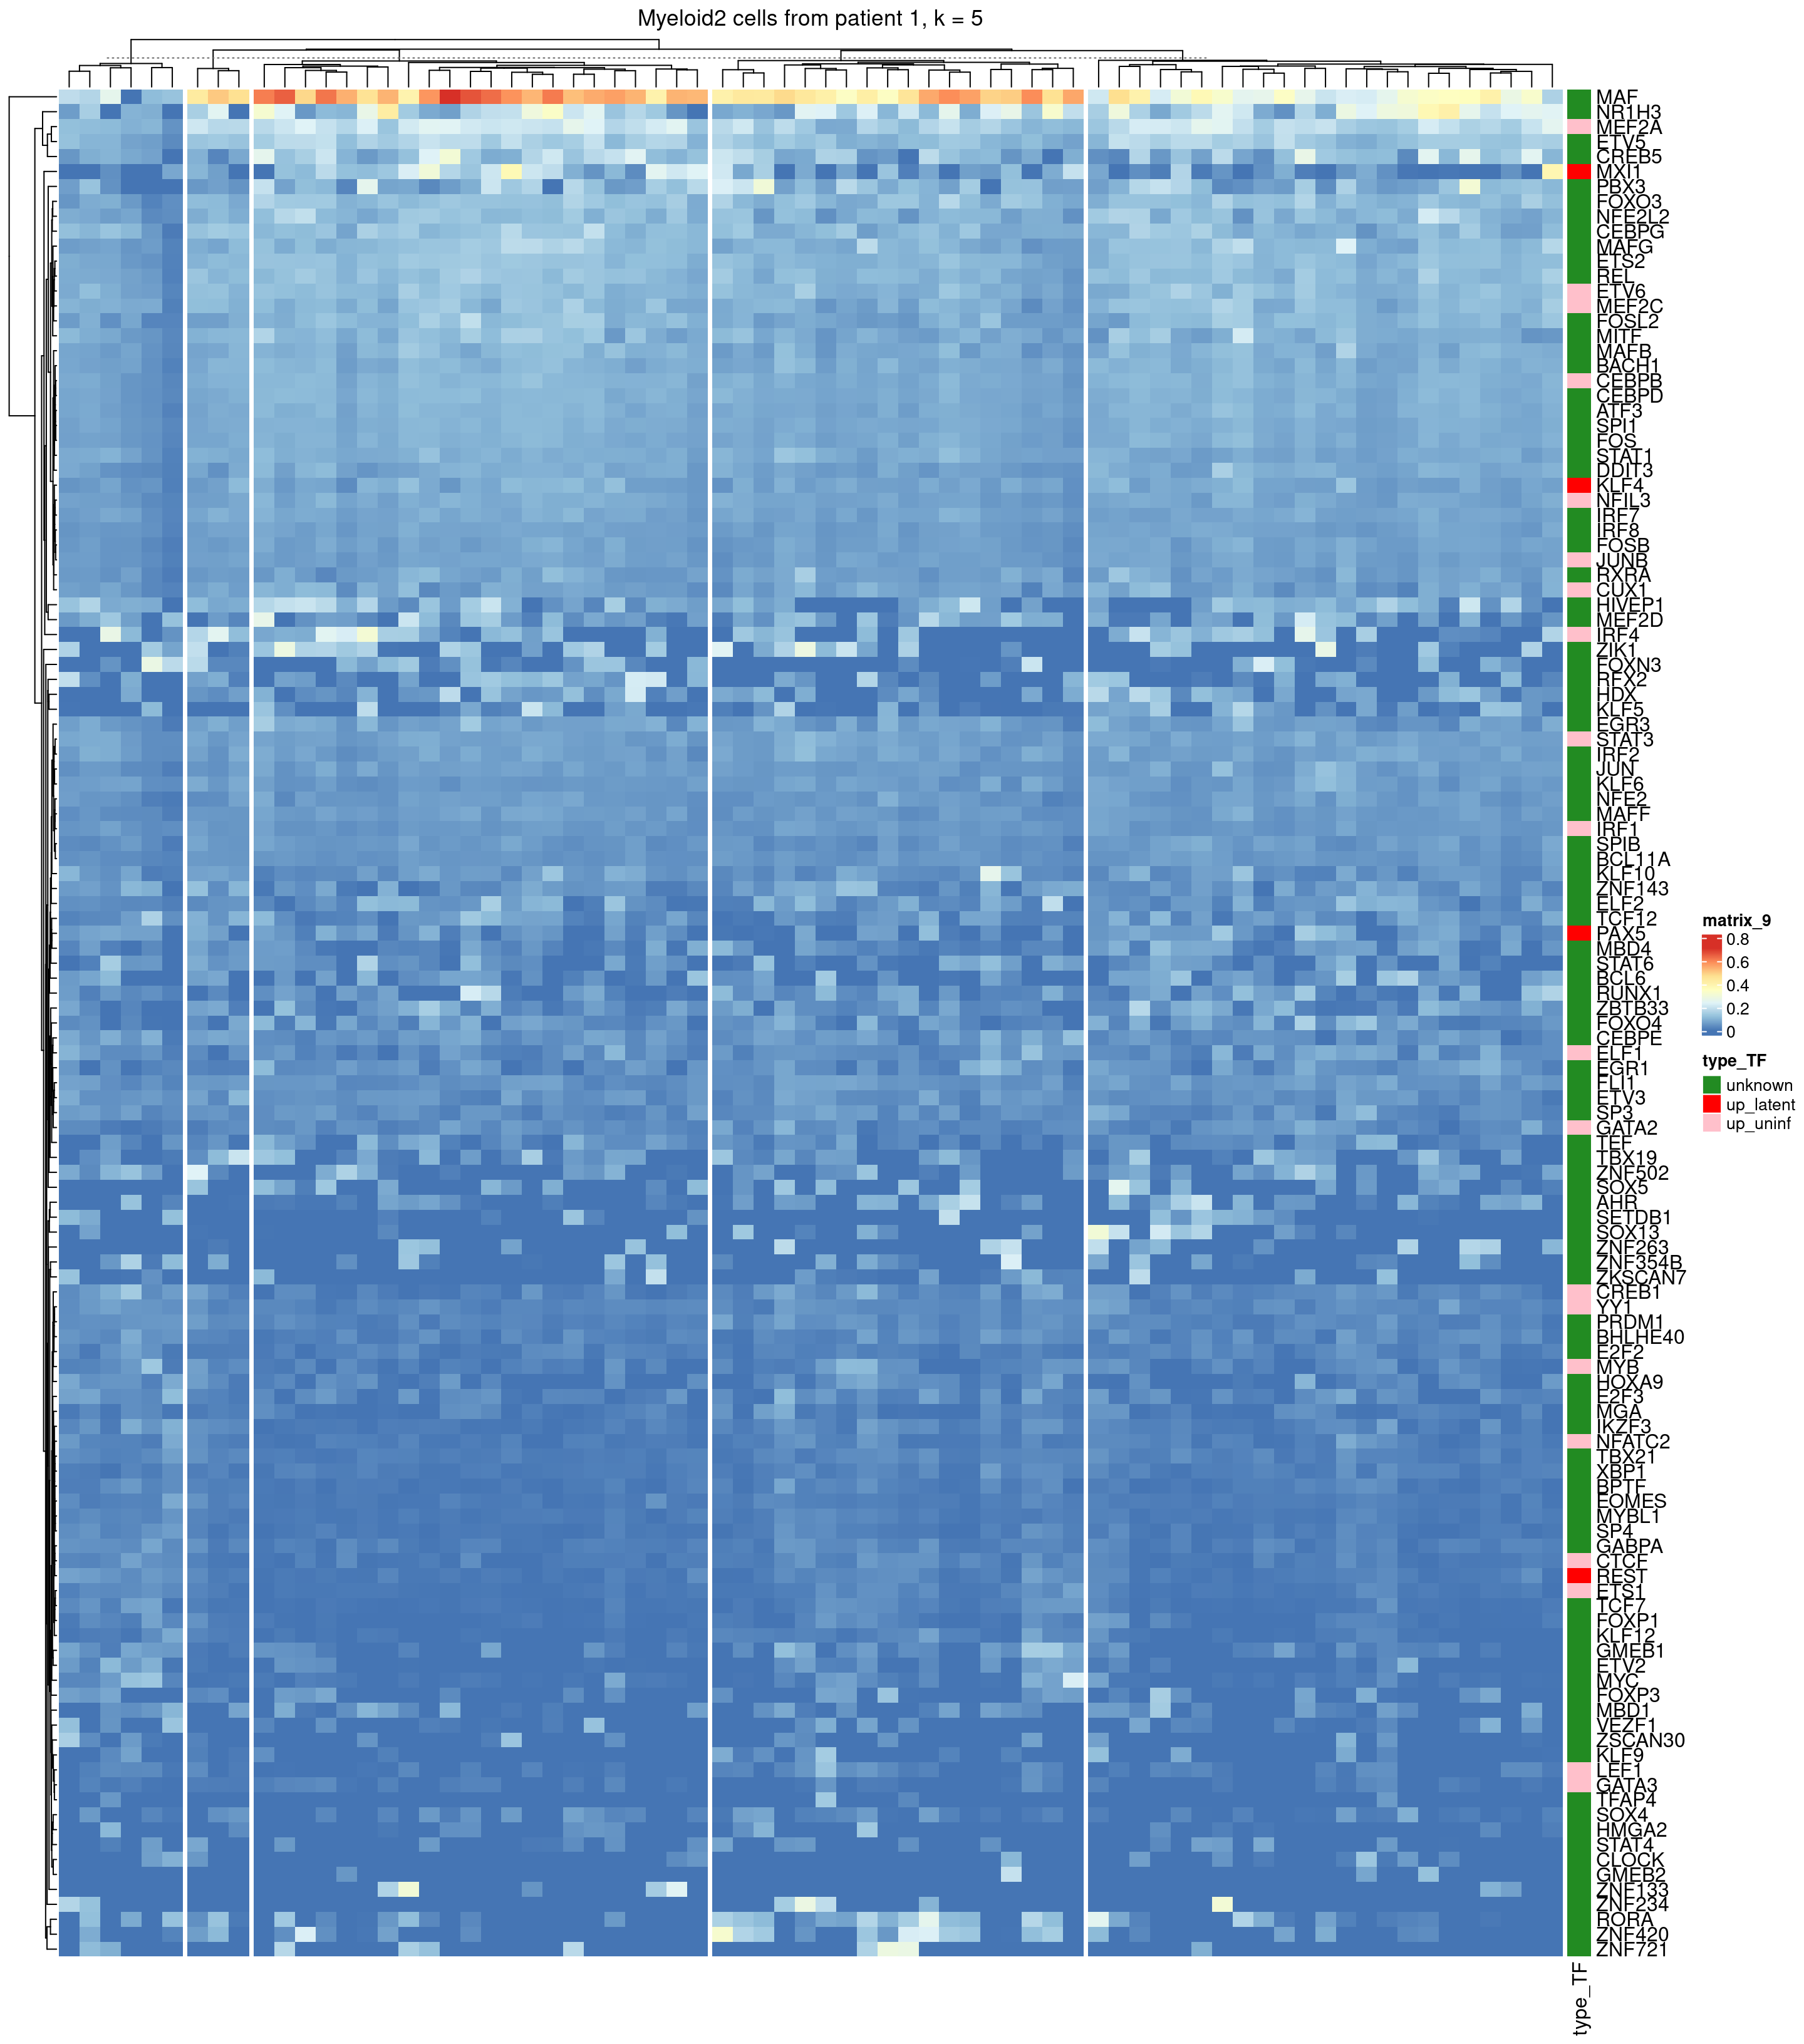 Myeloid2 cells from patient 1, k = 5
MAF
NR1H3
MEF2A
ETV5
CREB5
MXI1
PBX3
FOXO3
NFE2L2
CEBPG
MAFG
ETS2
REL
ETV6
MEF2C
FOSL2
MITF
MAFB
BACH1
CEBPB
CEBPD
ATF3
SPI1
FOS
STAT1
DDIT3
KLF4
NFIL3
IRF7
IRF8
FOSB
JUNB
RXRA
CUX1
HIVEP1
MEF2D
IRF4
ZIK1
FOXN3
RFX2
HDX
KLF5
EGR3
STAT3
IRF2
JUN
KLF6
NFE2
MAFF
IRF1
SPIB
BCL11A
KLF10
ZNF143
ELF2
TCF12
PAX5
MBD4
STAT6
BCL6
RUNX1
ZBTB33
FOXO4
CEBPE
ELF1
EGR1
FLI1
ETV3
SP3
GATA2
TEF
TBX19
ZNF502
SOX5
AHR
SETDB1
SOX13
ZNF263
ZNF354B
ZKSCAN7
CREB1
YY1
PRDM1
BHLHE40
E2F2
MYB
HOXA9
E2F3
MGA
IKZF3
NFATC2
TBX21
XBP1
BPTF
EOMES
MYBL1
SP4
GABPA
CTCF
REST
ETS1
TCF7
FOXP1
KLF12
GMEB1
ETV2
MYC
FOXP3
MBD1
VEZF1
ZSCAN30
KLF9
LEF1
GATA3
TFAP4
SOX4
HMGA2
STAT4
CLOCK
GMEB2
ZNF133
ZNF234
RORA
ZNF420
ZNF721
type_TF
matrix_9
0.8
0.6
0.4
0.2
0
type_TF
unknown
up_latent
up_uninf